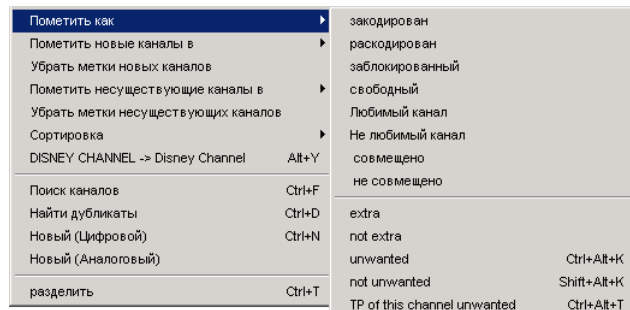 Пометить как
Пометить новые каналы в
Убрать метки новых каналов
Пометить несуществующие каналы в
Убрать метки несуществующих каналов
Сортировка
DISNEY CHANNEL -> Disney Channel Alt+Y
Поиск каналов Ctrl+F
Найти дубликаты Ctrl+D
Новый (Цифровой) Ctrl+N
Новый (Аналоговый)
разделить Ctrl+T
закодирован
раскодирован
заблокированный
свободный
Любимый канал
Не любимый канал
совмещено
не совмещено
extra
not extra
unwanted Ctrl+Alt+K
not unwanted Shift+Alt+K
TP of this channel unwanted Ctrl+Alt+T